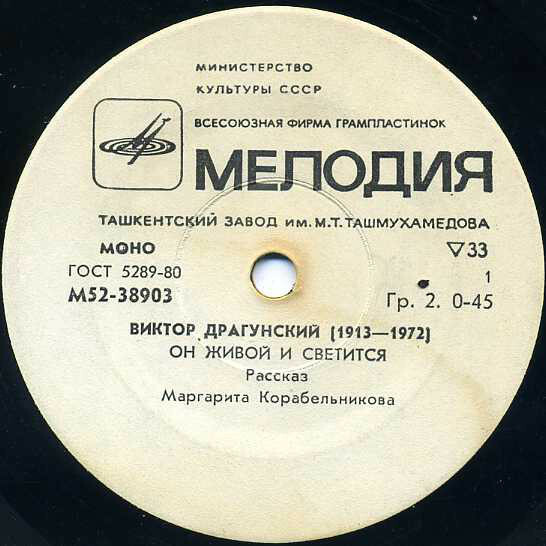 МИНИСТЕРСТВО
КУЛЬТУРЫ СССР
ВСЕСОЮЗНАЯ ФИРМА ГРАМПЛАСТИНОК
МЕЛОДИЯ
ТАШКЕНТСКИЙ ЗАВОД ИМ. М.Т. ТАШМУХАМЕДОВА
МОНО ▽33
ГОСТ 5289-80 1
М52-38903 Гр. 2. 0-45
ВИКТОР ДРАГУНСКИЙ (1913—1972)
ОН ЖИВОЙ И СВЕТИТСЯ
Рассказ
Маргарита Корабельникова